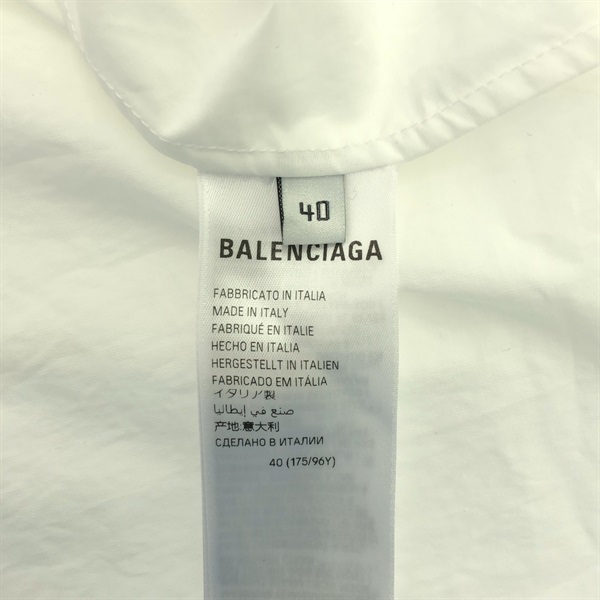 40
BALENCIAGA
FABBRICATO IN ITALIA
MADE IN ITALY
FABRIQUÉ EN ITALIE
HECHO EN ITALIA
HERGESTELLT IN ITALIEN
FABRICADO EM ITÁLIA
イタリア製
صنع في إيطاليا
产地:意大利
СДЕЛАНО В ИТАЛИИ
40 (175/96Y)